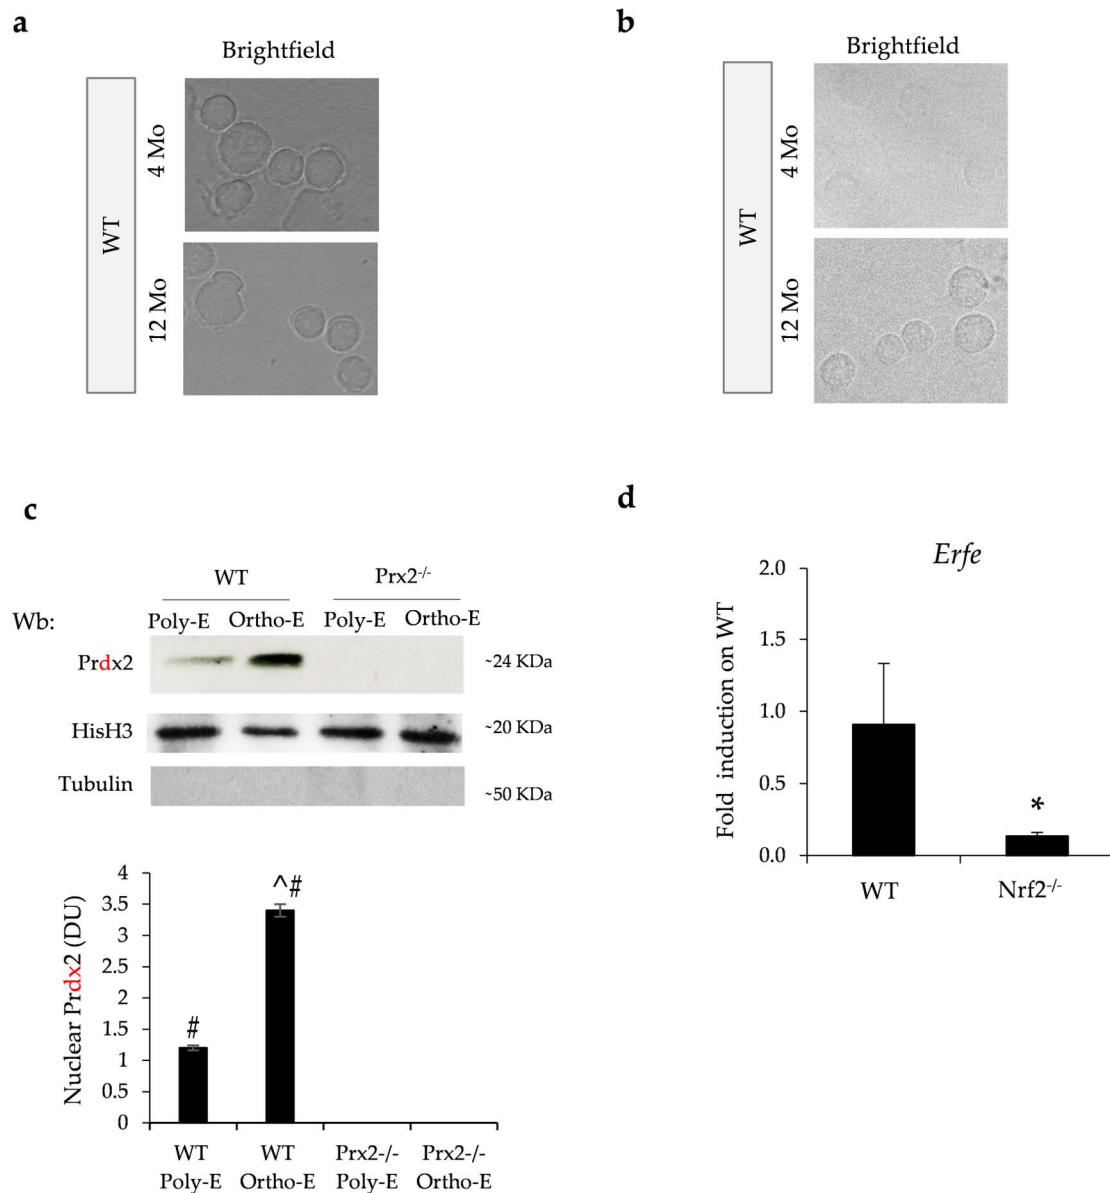 a
Brightfield
WT
4 Mo
12 Mo
b
Brightfield
WT
4 Mo
12 Mo
c
WT
Prx2-/-
Wb:
Poly-E
Ortho-E
Poly-E
Ortho-E
Prdx2
~24 KDa
HisH3
~20 KDa
Tubulin
~50 KDa
Nuclear Prdx2 (DU)
4
3.5
3
2.5
2
1.5
1
0.5
0
#
^#
WT
Poly-E
WT
Ortho-E
Prx2-/-
Poly-E
Prx2-/-
Ortho-E
d
Erfe
Fold induction on WT
2.0
1.5
1.0
0.5
0.0
*
WT
Nrf2-/-